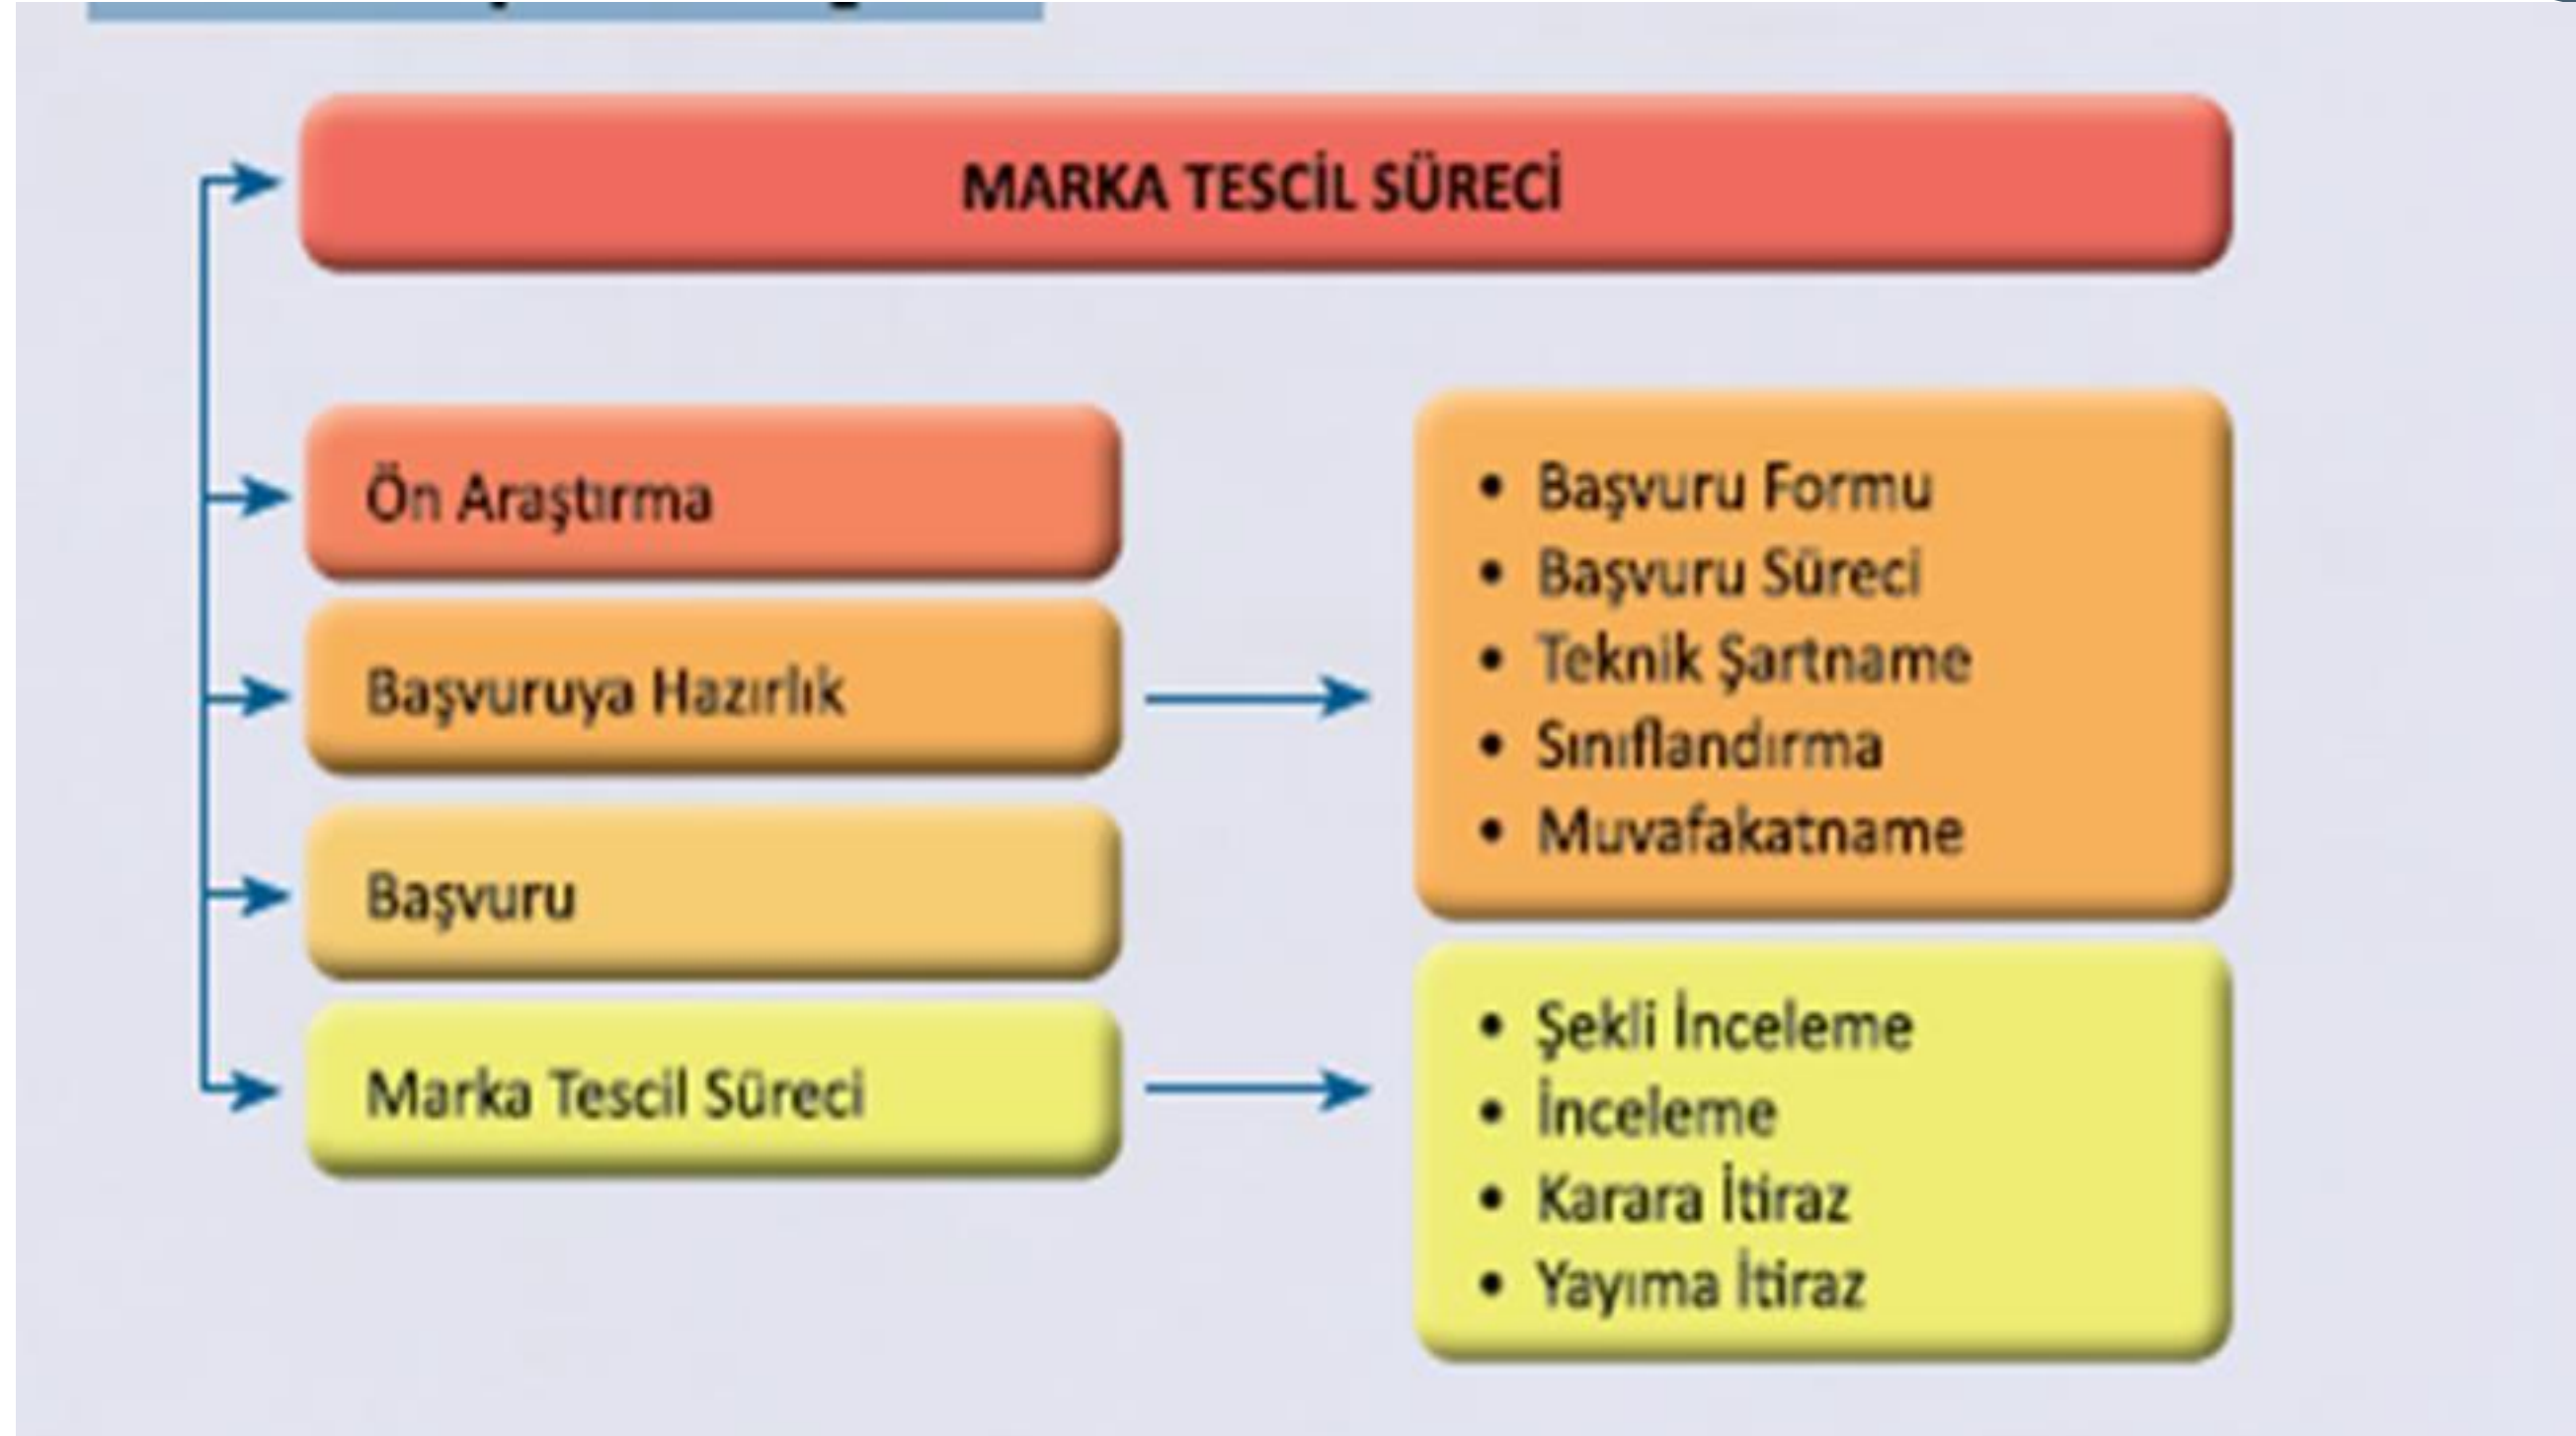 MARKA TESCİL SÜRECİ
Ön Araştırma
Başvuruya Hazırlık
Başvuru
Marka Tescil Süreci
• Başvuru Formu
• Başvuru Süreci
• Teknik Şartname
• Sınıflandırma
• Muvafakatname
• Şekli İnceleme
• İnceleme
• Karara İtiraz
• Yayıma İtiraz